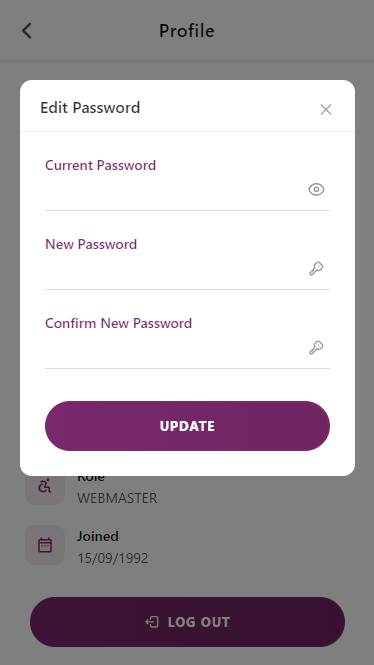 Profile
Edit Password
Current Password
New Password
Confirm New Password
UPDATE
Role
WEBMASTER
Joined
15/09/1992
LOG OUT